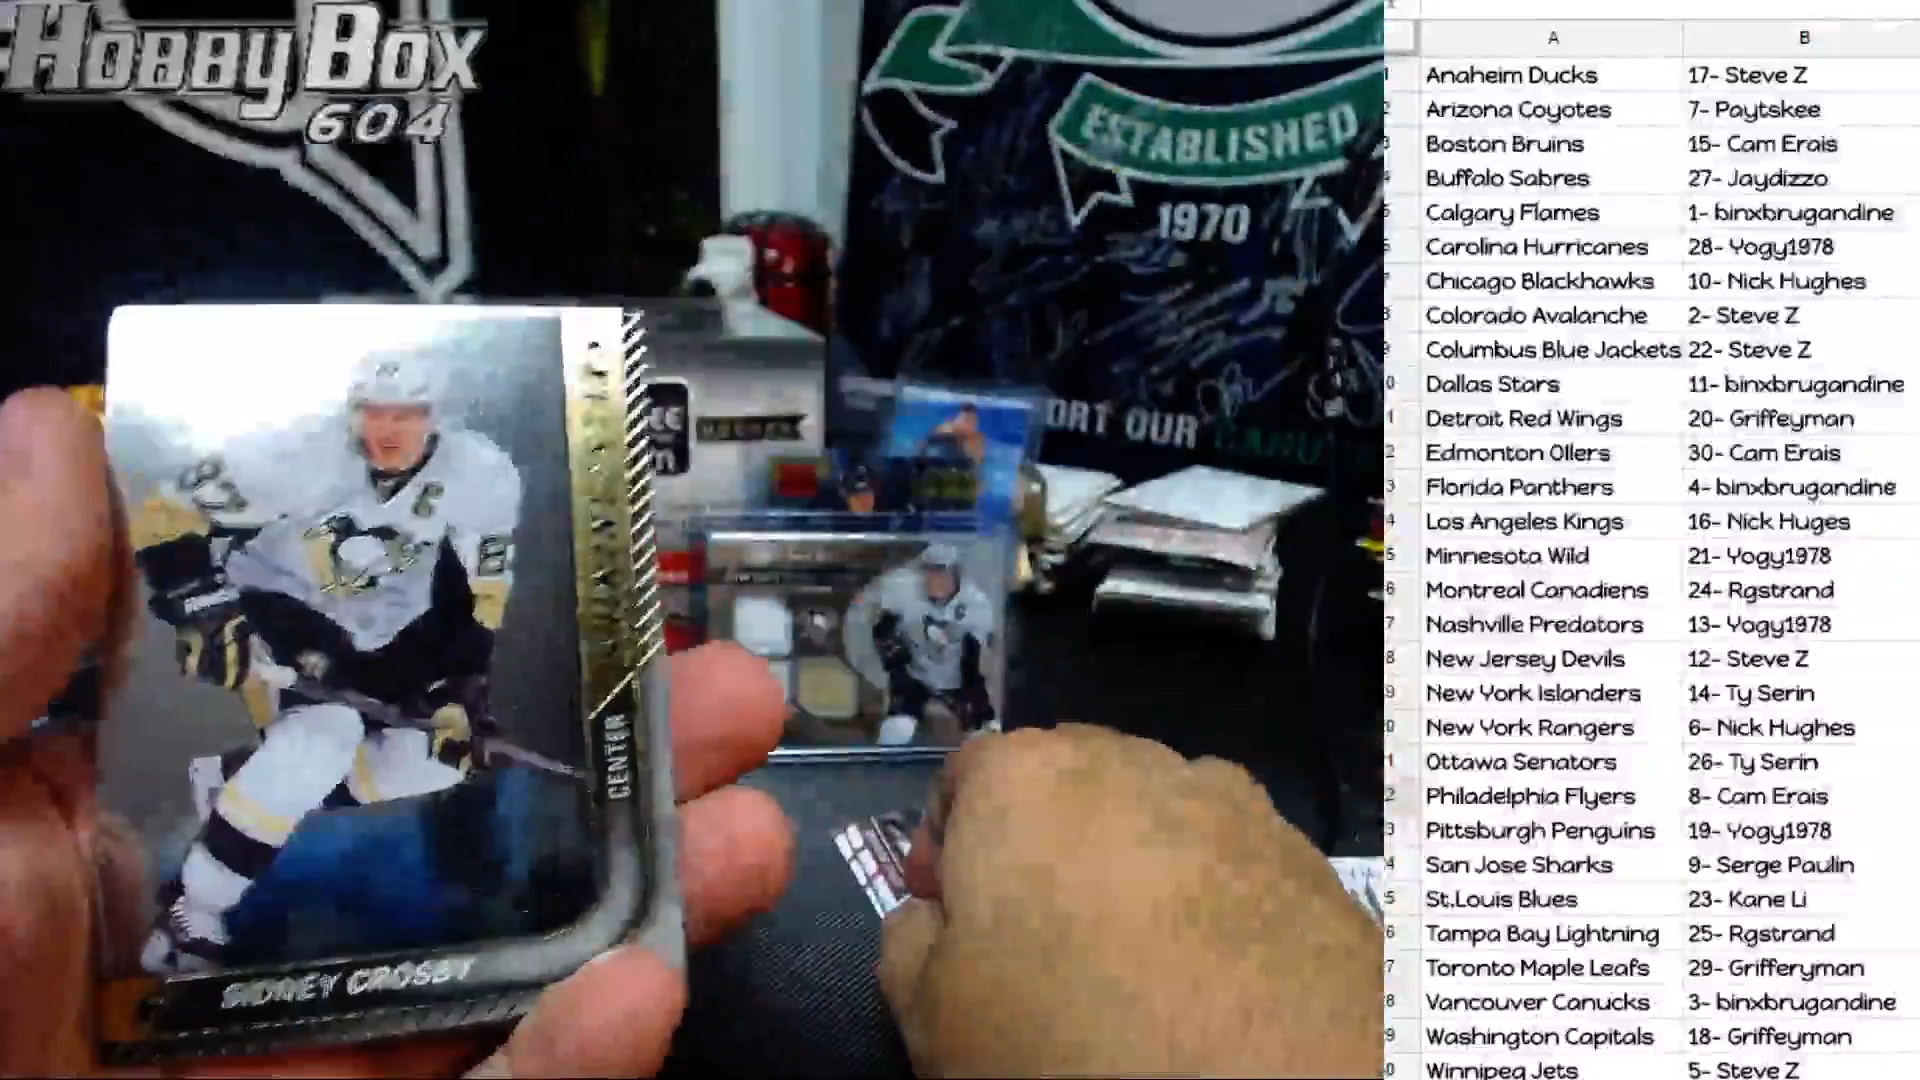 HOBBY BOX
604
ESTABLISHED
1970
ORT OUR CANU
CENTER
SIDNEY CROSBY
A B
Anaheim Ducks 17- Steve Z
Arizona Coyotes 7- Paytskee
Boston Bruins 15- Cam Erais
Buffalo Sabres 27- Jaydizzo
Calgary Flames 1- binxbrugandine
Carolina Hurricanes 28- Yogy1978
Chicago Blackhawks 10- Nick Hughes
Colorado Avalanche 2- Steve Z
Columbus Blue Jackets 22- Steve Z
Dallas Stars 11- binxbrugandine
Detroit Red Wings 20- Griffeyman
Edmonton Oilers 30- Cam Erais
Florida Panthers 4- binxbrugandine
Los Angeles Kings 16- Nick Huges
Minnesota Wild 21- Yogy1978
Montreal Canadiens 24- Rgstrand
Nashville Predators 13- Yogy1978
New Jersey Devils 12- Steve Z
New York Islanders 14- Ty Serin
New York Rangers 6- Nick Hughes
Ottawa Senators 26- Ty Serin
Philadelphia Flyers 8- Cam Erais
Pittsburgh Penguins 19- Yogy1978
San Jose Sharks 9- Serge Paulin
St.Louis Blues 23- Kane Li
Tampa Bay Lightning 25- Rgstrand
Toronto Maple Leafs 29- Grifferyman
Vancouver Canucks 3- binxbrugandine
Washington Capitals 18- Griffeyman
Winnipeg Jets 5- Steve Z